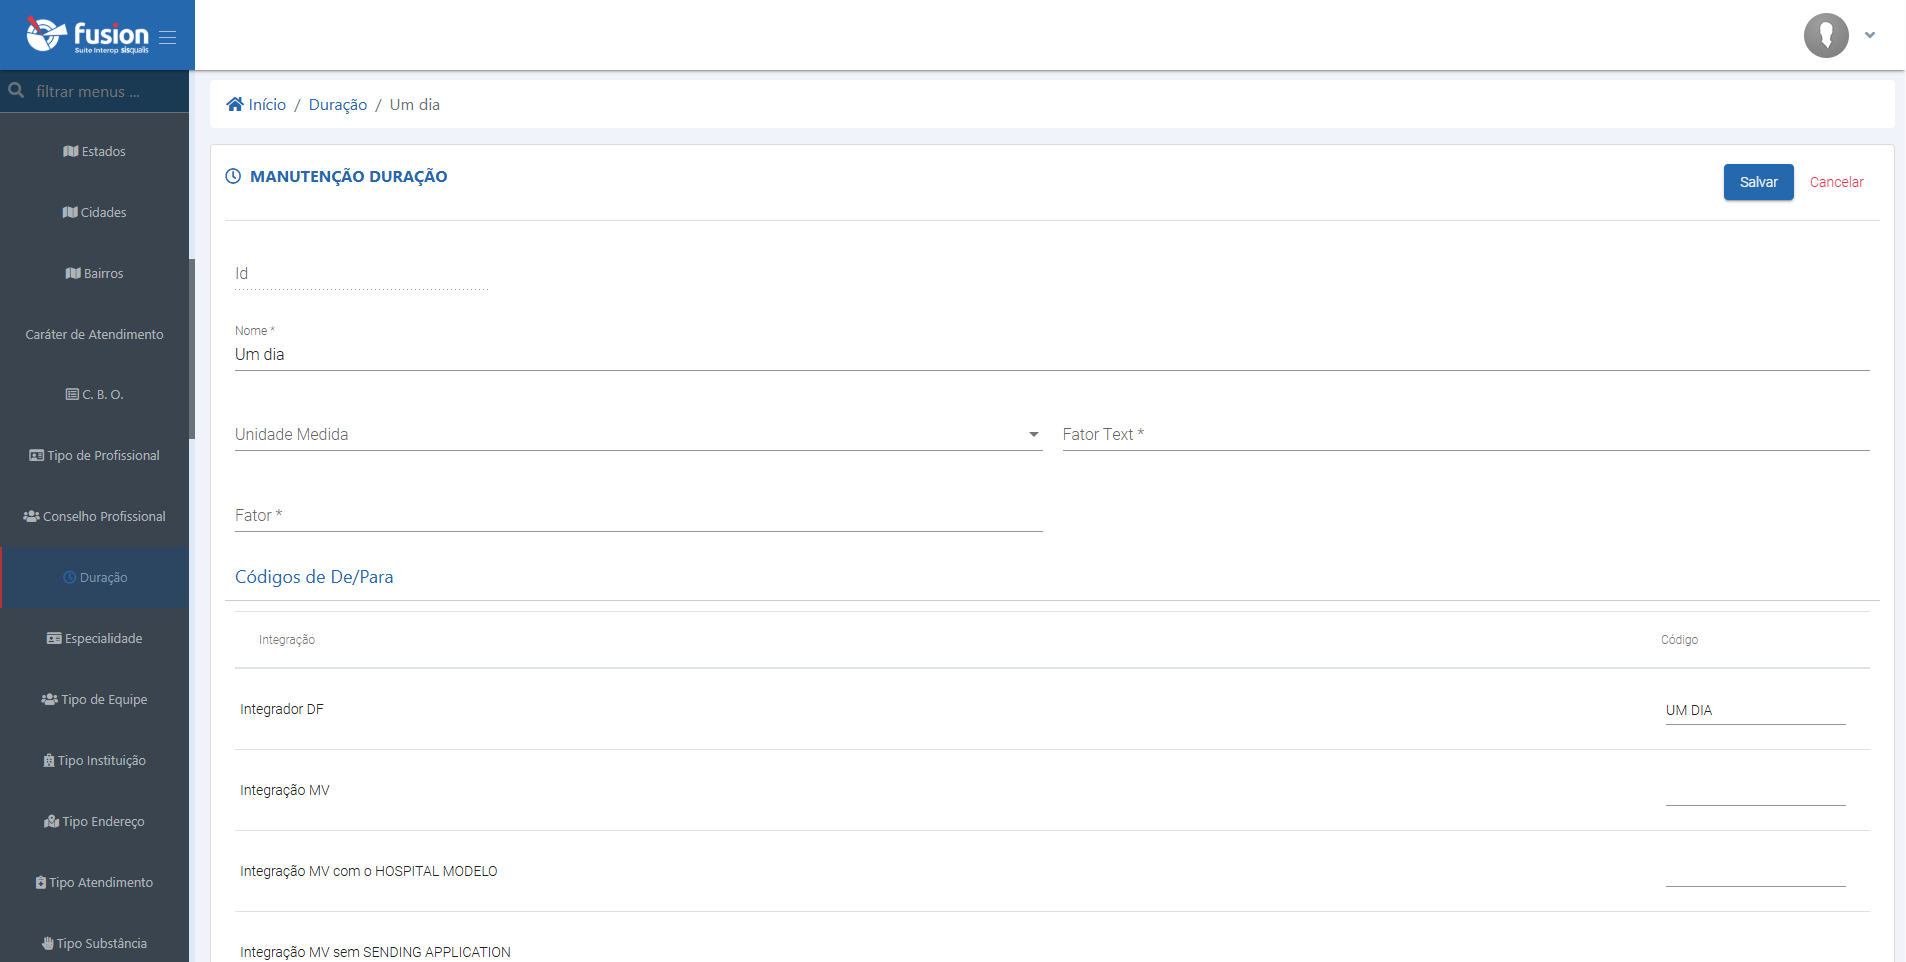 fusion
Suite Interop sisqualis
filtrar menus ...
Estados
Cidades
Bairros
Caráter de Atendimento
C. B. O.
Tipo de Profissional
Conselho Profissional
Duração
Especialidade
Tipo de Equipe
Tipo Instituição
Tipo Endereço
Tipo Atendimento
Tipo Substância
Início / Duração / Um dia
MANUTENÇÃO DURAÇÃO
Salvar Cancelar
Id
Nome *
Um dia
Unidade Medida Fator Text *
Fator *
Códigos de De/Para
Integração Código
Integrador DF UM DIA
Integração MV
Integração MV com o HOSPITAL MODELO
Integração MV sem SENDING APPLICATION